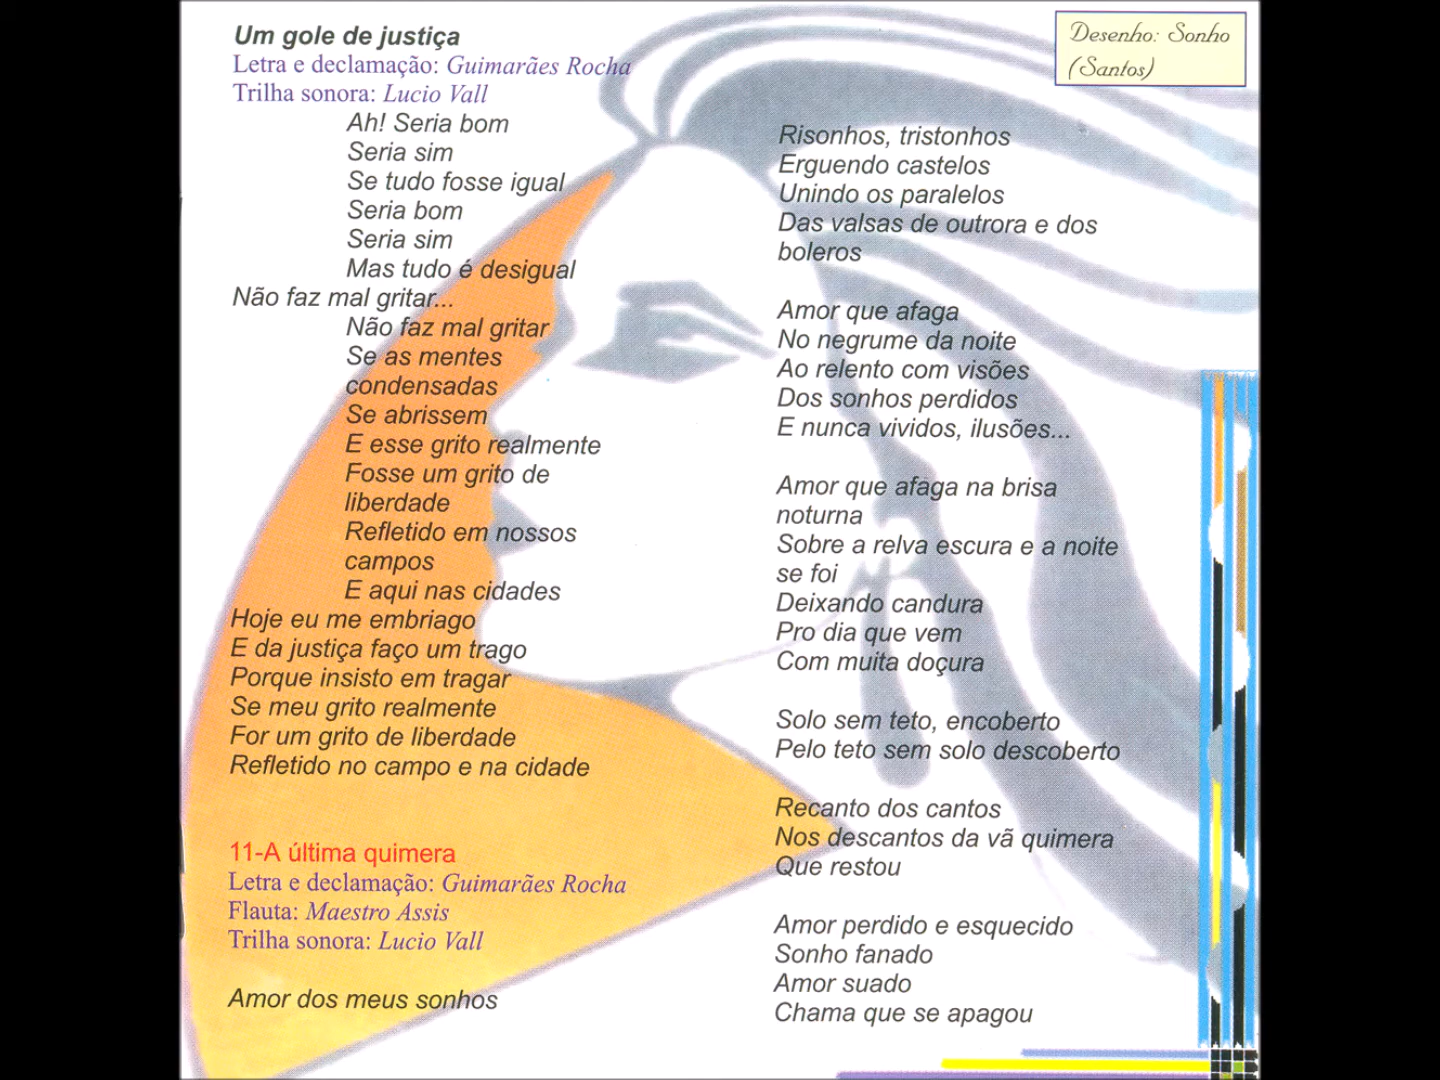 Um gole de justiça
Letra e declamação: Guimarães Rocha
Trilha sonora: Lucio Vall
Ah! Seria bom
Seria sim
Se tudo fosse igual
Seria bom
Seria sim
Mas tudo é desigual
Não faz mal gritar...
Não faz mal gritar
Se as mentes
condensadas
Se abrissem
E esse grito realmente
Fosse um grito de
liberdade
Refletido em nossos
campos
E aqui nas cidades
Hoje eu me embriago
E da justiça faço um trago
Porque insisto em tragar
Se meu grito realmente
For um grito de liberdade
Refletido no campo e na cidade
11-A última quimera
Letra e declamação: Guimarães Rocha
Flauta: Maestro Assis
Trilha sonora: Lucio Vall
Amor dos meus sonhos
Desenho: Sonho
(Santos)
Risonhos, tristonhos
Erguendo castelos
Unindo os paralelos
Das valsas de outrora e dos
boleros
Amor que afaga
No negrume da noite
Ao relento com visões
Dos sonhos perdidos
E nunca vividos, ilusões...
Amor que afaga na brisa
noturna
Sobre a relva escura e a noite
se foi
Deixando candura
Pro dia que vem
Com muita doçura
Solo sem teto, encoberto
Pelo teto sem solo descoberto
Recanto dos cantos
Nos descantos da vã quimera
Que restou
Amor perdido e esquecido
Sonho fanado
Amor suado
Chama que se apagou